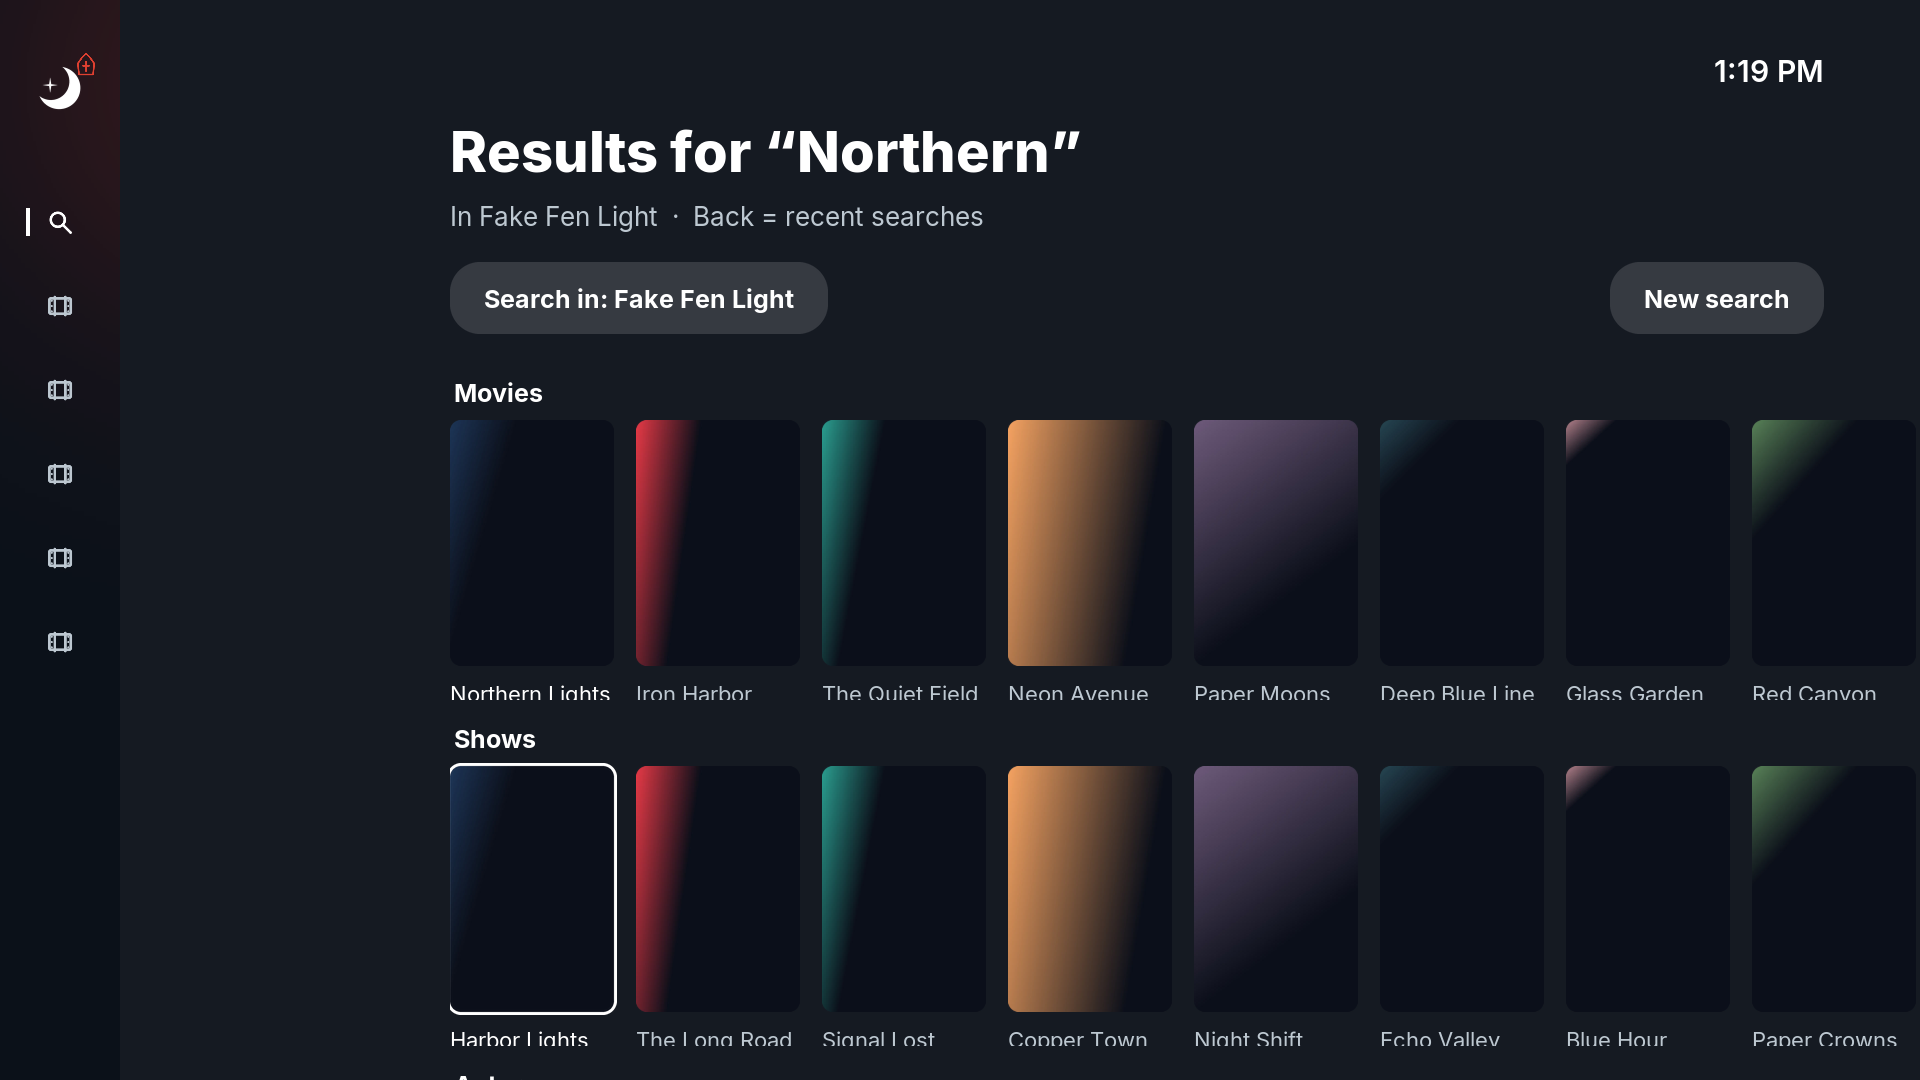 1:19 PM
Results for “Northern”
In Fake Fen Light · Back = recent searches
Search in: Fake Fen Light
New search
Movies
Northern Lights Iron Harbor The Quiet Field Neon Avenue Paper Moons Deep Blue Line Glass Garden Red Canyon
Shows
Harbor Lights The Long Road Signal Lost Copper Town Night Shift Echo Valley Blue Hour Paper Crowns